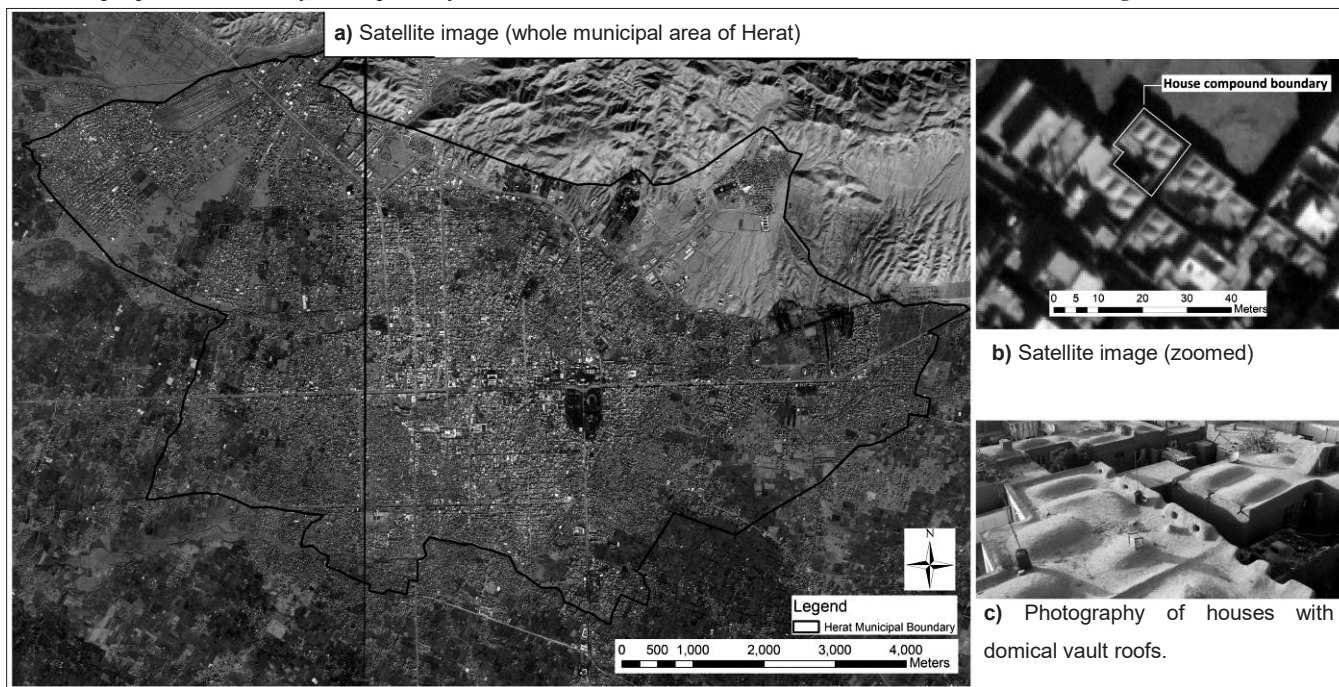 a) Satellite image (whole municipal area of Herat)
House compound boundary
0 5 10 20 30 40
Meters
b) Satellite image (zoomed)
N
Legend
Herat Municipal Boundary
0 500 1,000 2,000 3,000 4,000
Meters
c) Photography of houses with
domical vault roofs.